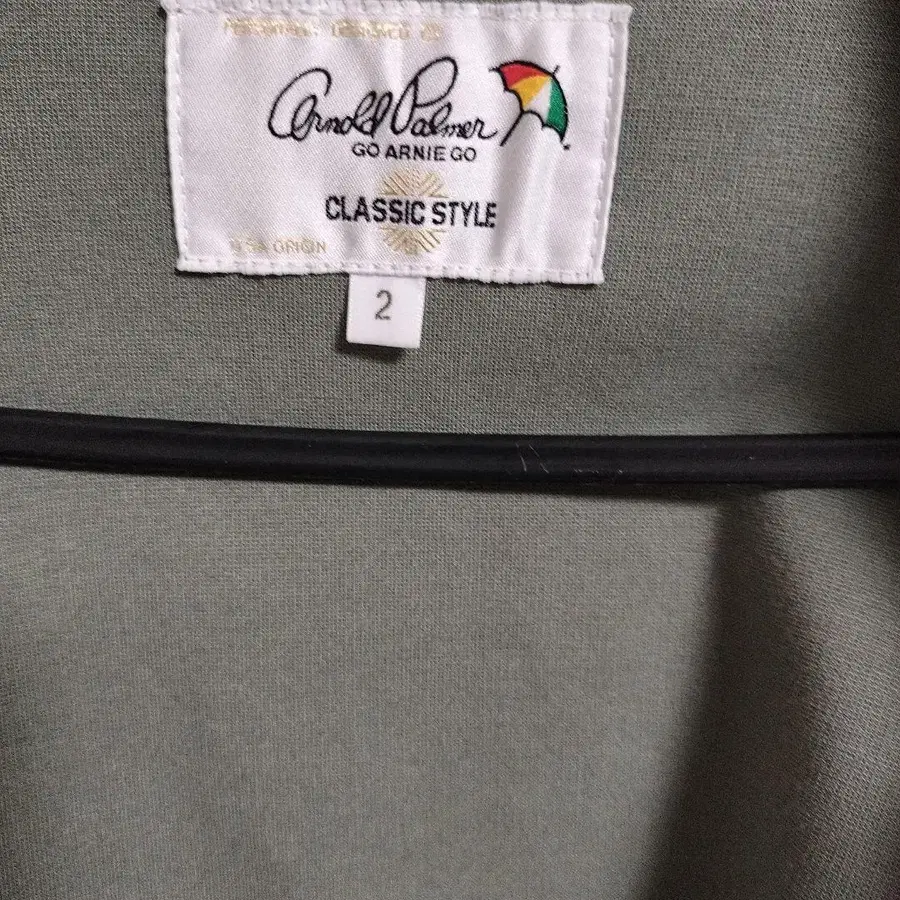 Arnold Palmer
GO ARNIE GO
CLASSIC STYLE
2